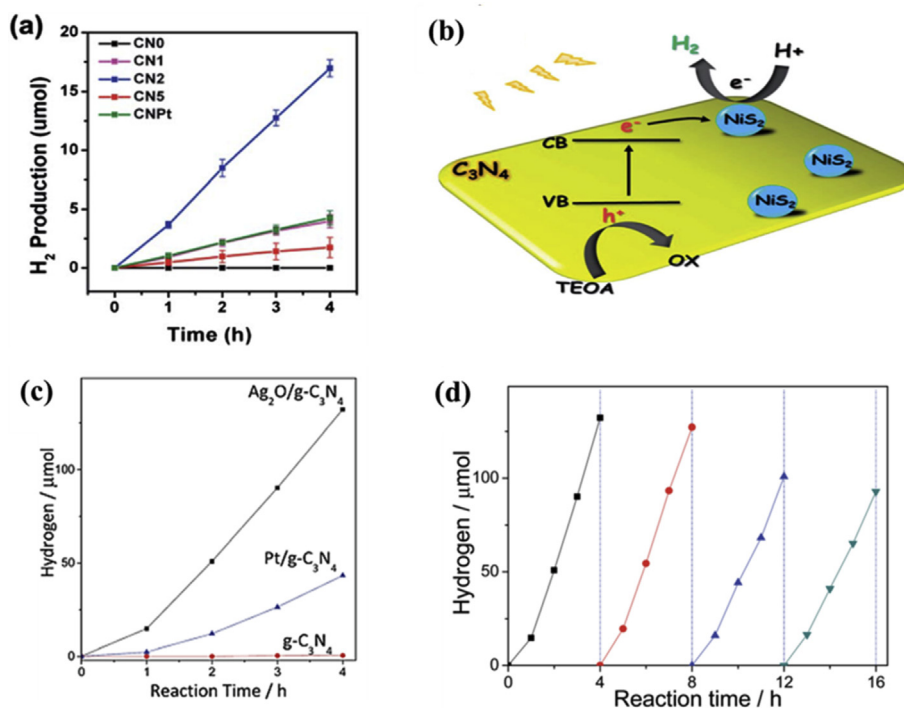 (a)
H₂ Production (umol)
20
15
10
5
0
CN0
CN1
CN2
CN5
CNPt
0 1 2 3 4
Time (h)
(b)
H₂
H+
e⁻
NiS₂
e⁻
CB
C₃N₄
NiS₂
VB
NiS₂
h⁺
OX
TEOA
(c)
Hydrogen / μmol
100
50
0
Ag₂O/g-C₃N₄
Pt/g-C₃N₄
g-C₃N₄
0 1 2 3 4
Reaction Time / h
(d)
Hydrogen / μmol
100
50
0
0 4 8 12 16
Reaction time / h